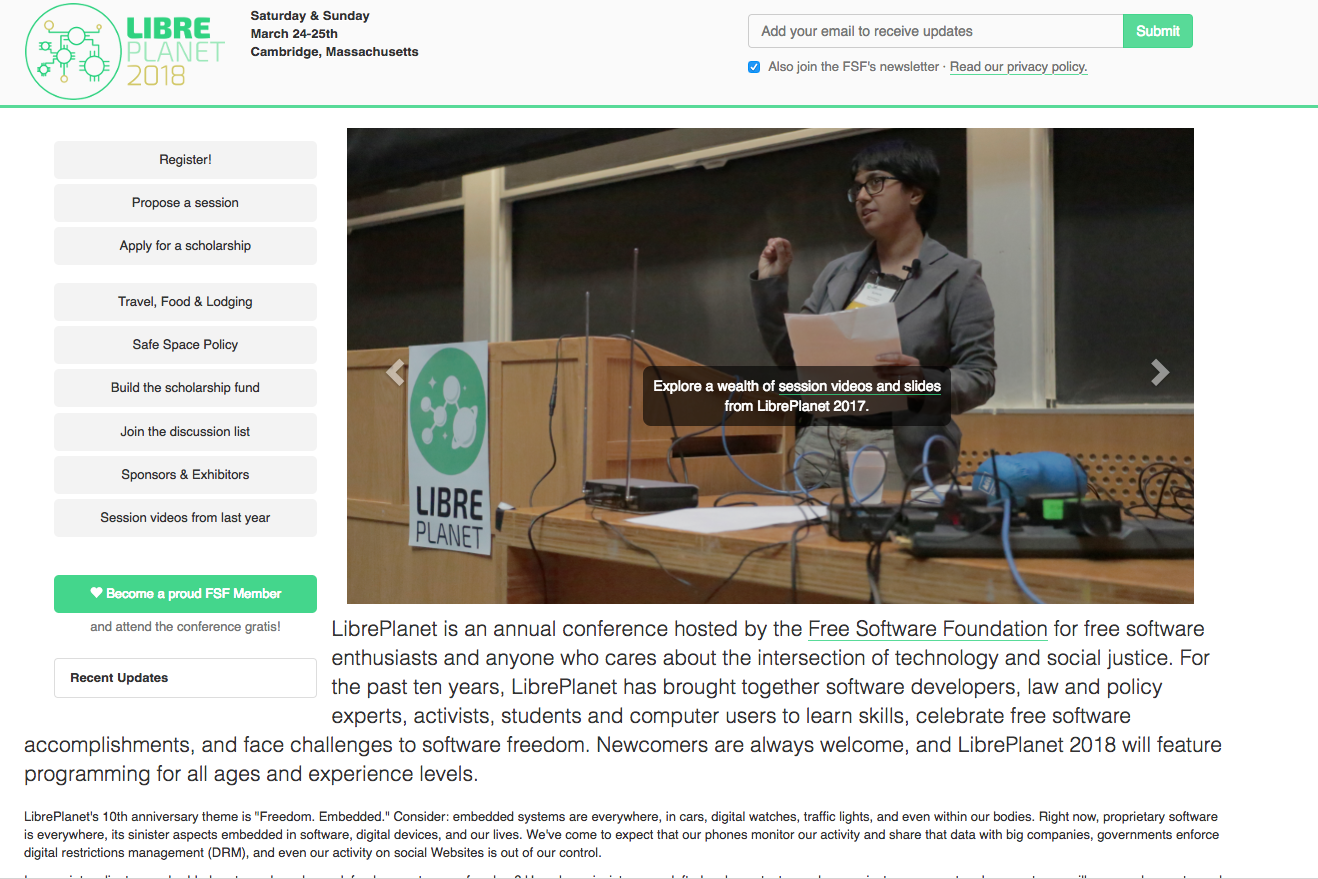 LIBRE
PLANET
2018
Saturday & Sunday
March 24-25th
Cambridge, Massachusetts
Add your email to receive updates
Submit
Also join the FSF's newsletter · Read our privacy policy.
Register!
Propose a session
Apply for a scholarship
Travel, Food & Lodging
Safe Space Policy
Build the scholarship fund
Join the discussion list
Sponsors & Exhibitors
Session videos from last year
Become a proud FSF Member
and attend the conference gratis!
Recent Updates
LIBRE
PLANET
Explore a wealth of session videos and slides
from LibrePlanet 2017.
LibrePlanet is an annual conference hosted by the Free Software Foundation for free software
enthusiasts and anyone who cares about the intersection of technology and social justice. For
the past ten years, LibrePlanet has brought together software developers, law and policy
experts, activists, students and computer users to learn skills, celebrate free software
accomplishments, and face challenges to software freedom. Newcomers are always welcome, and LibrePlanet 2018 will feature
programming for all ages and experience levels.
LibrePlanet's 10th anniversary theme is "Freedom. Embedded." Consider: embedded systems are everywhere, in cars, digital watches, traffic lights, and even within our bodies. Right now, proprietary software
is everywhere, its sinister aspects embedded in software, digital devices, and our lives. We've come to expect that our phones monitor our activity and share that data with big companies, governments enforce
digital restrictions management (DRM), and even our activity on social Websites is out of our control.